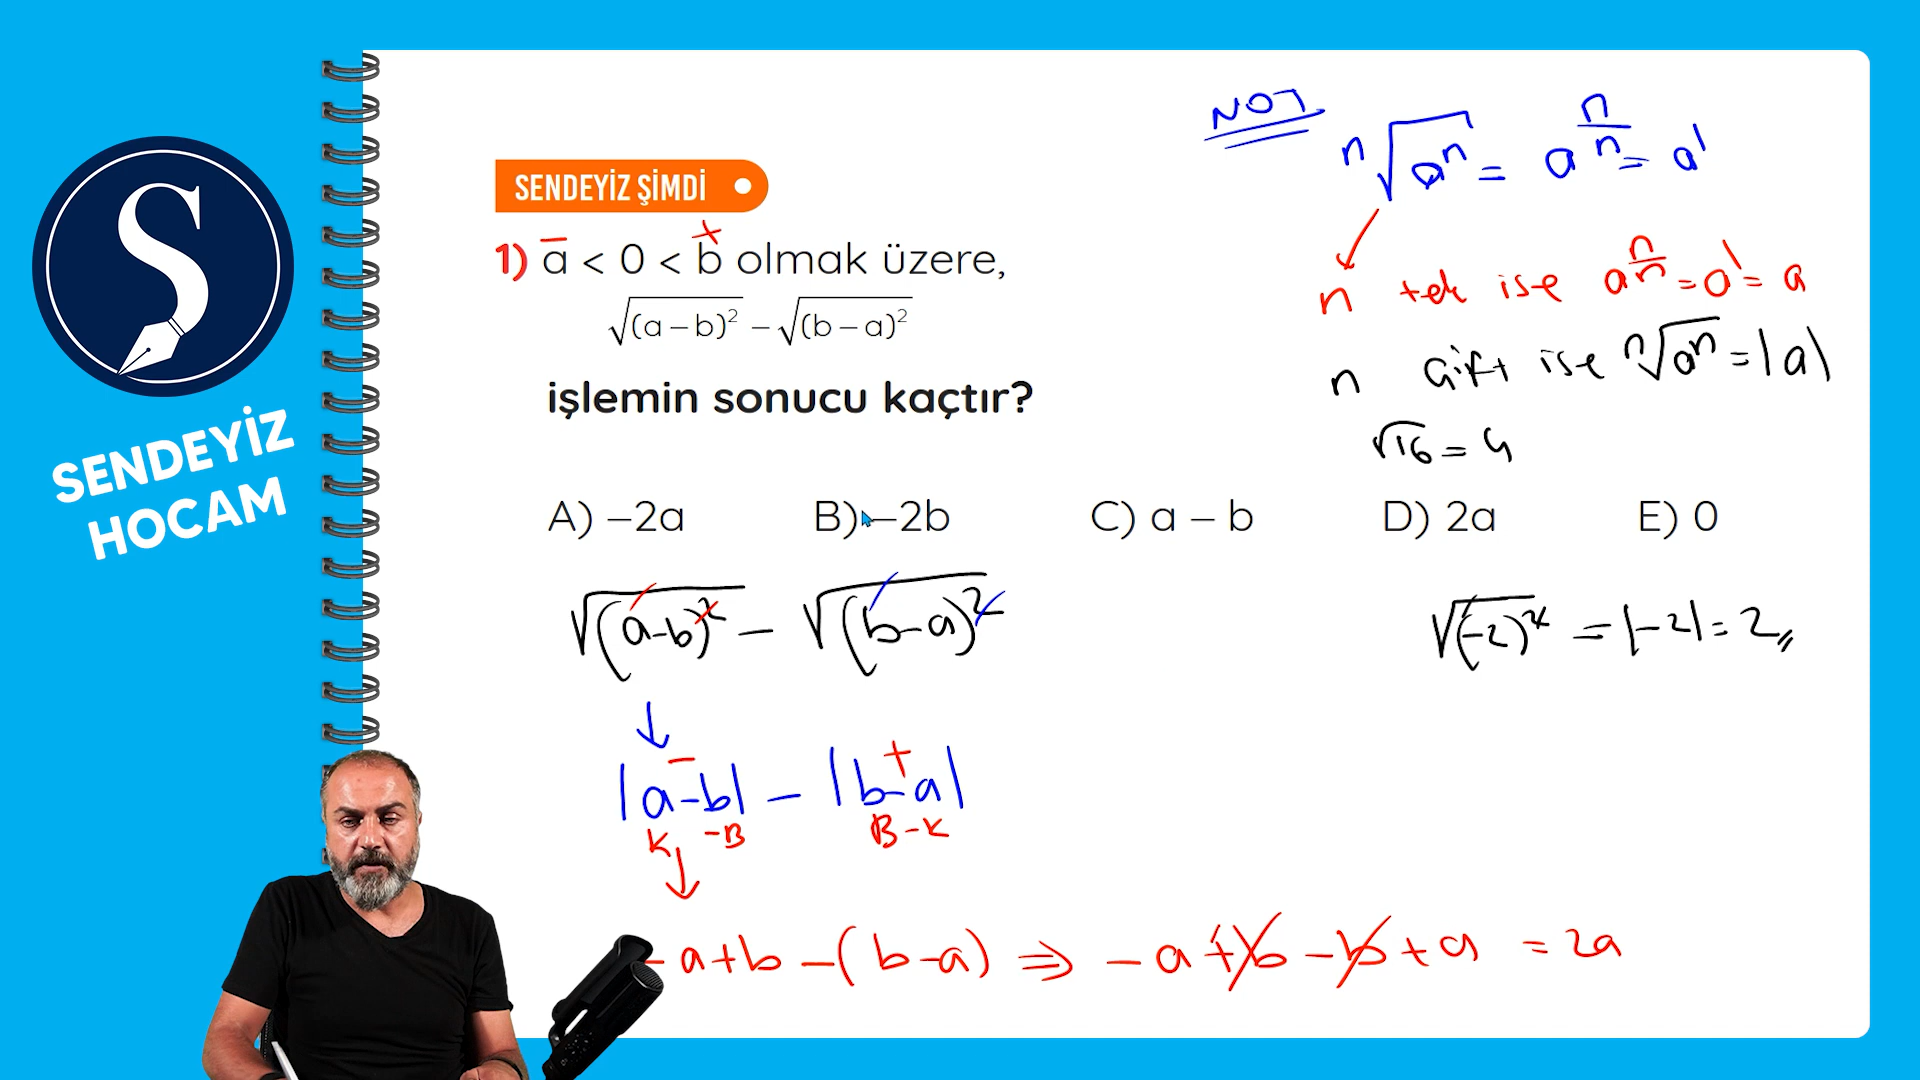 SENDEYİZ
HOCAM
SENDEYİZ ŞİMDİ
1) a < 0 < b olmak üzere,
− +
√(a – b)² – √(b – a)²
işlemin sonucu kaçtır?
A) –2a B) –2b C) a – b D) 2a E) 0
NOT
ⁿ√aⁿ = a^(n/n) = a¹
n tek ise a^(n/n) = a¹ = a
n çift ise ⁿ√aⁿ = |a|
√16 = 4
√(a-b)² – √(b-a)²
√(-2)² = |-2| = 2
|a-b| – |b-a|
− +
K -B B-K
-a+b-(b-a) ⇒ -a+b-b+a = 2a